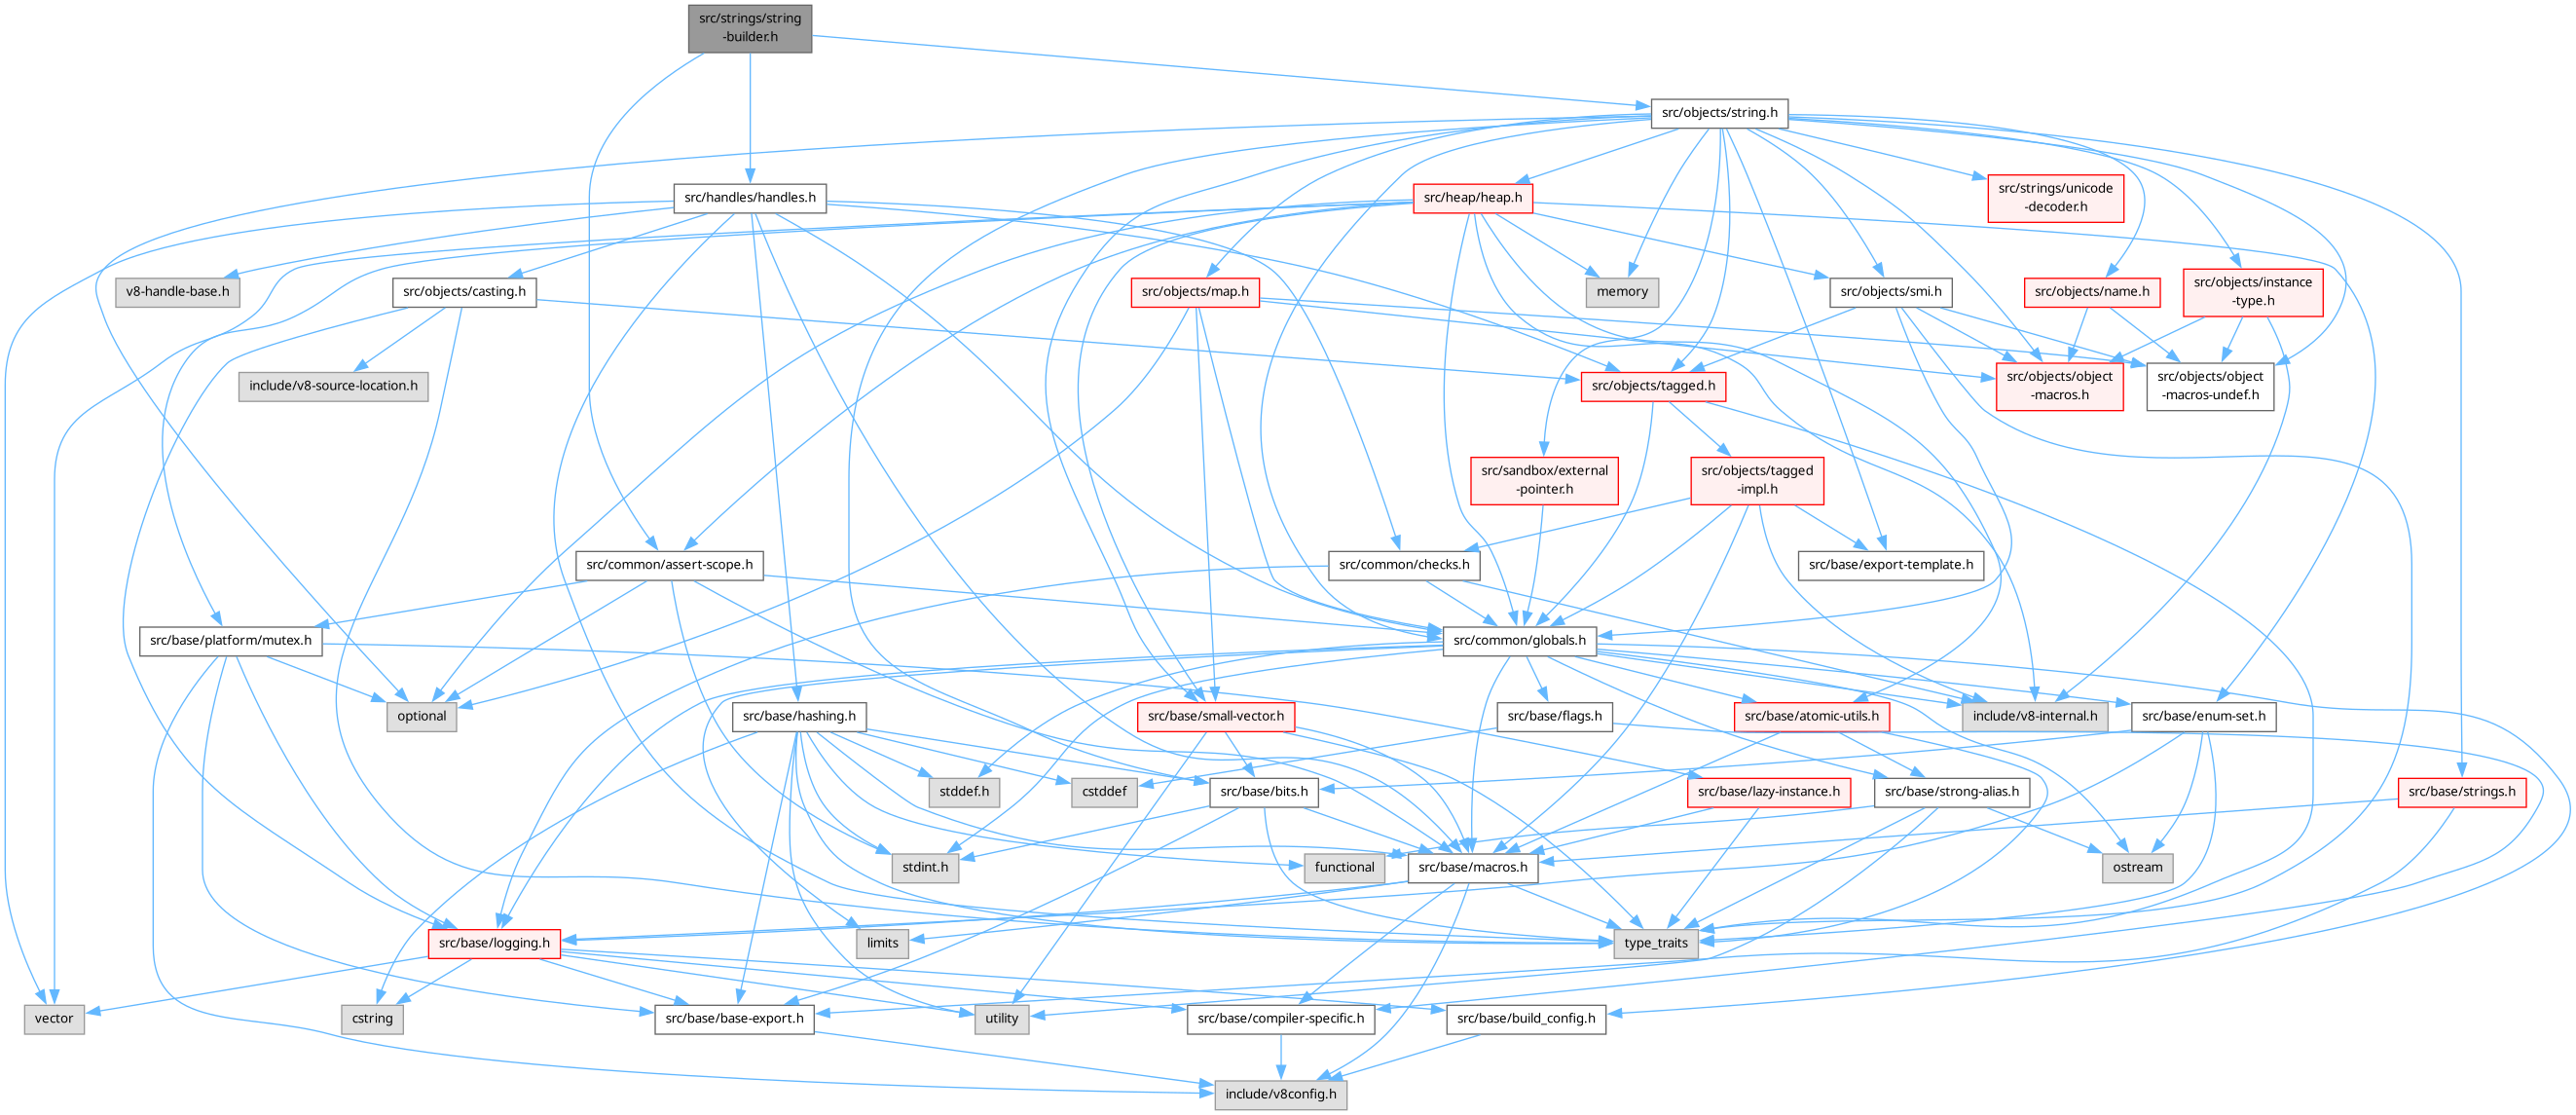 src/strings/string
-builder.h
src/objects/string.h
src/handles/handles.h
src/heap/heap.h
src/strings/unicode
-decoder.h
v8-handle-base.h
src/objects/casting.h
src/objects/map.h
memory
src/objects/smi.h
src/objects/name.h
src/objects/instance
-type.h
include/v8-source-location.h
src/objects/tagged.h
src/objects/object
-macros.h
src/objects/object
-macros-undef.h
src/sandbox/external
-pointer.h
src/objects/tagged
-impl.h
src/common/assert-scope.h
src/common/checks.h
src/base/export-template.h
src/base/platform/mutex.h
src/common/globals.h
optional
src/base/hashing.h
src/base/small-vector.h
src/base/flags.h
src/base/atomic-utils.h
include/v8-internal.h
src/base/enum-set.h
stddef.h
cstddef
src/base/bits.h
src/base/lazy-instance.h
src/base/strong-alias.h
src/base/strings.h
stdint.h
functional
src/base/macros.h
ostream
src/base/logging.h
limits
type_traits
vector
cstring
src/base/base-export.h
utility
src/base/compiler-specific.h
src/base/build_config.h
include/v8config.h